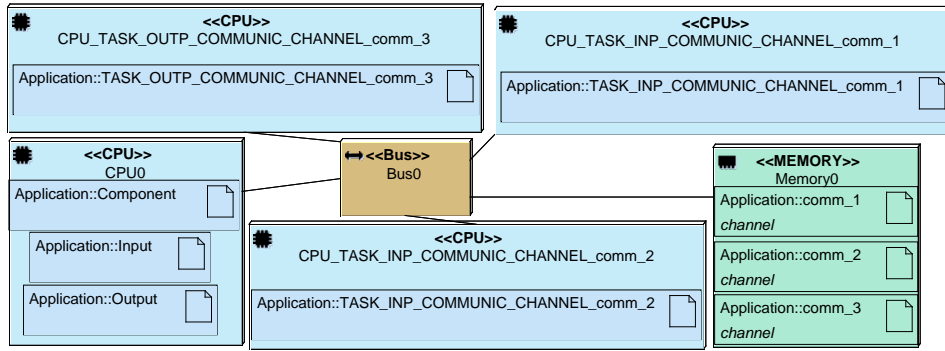 <<CPU>>
CPU_TASK_OUTP_COMMUNIC_CHANNEL_comm_3
Application::TASK_OUTP_COMMUNIC_CHANNEL_comm_3
<<CPU>>
CPU_TASK_INP_COMMUNIC_CHANNEL_comm_1
Application::TASK_INP_COMMUNIC_CHANNEL_comm_1
<<CPU>>
CPU0
Application::Component
Application::Input
Application::Output
<<Bus>>
Bus0
<<CPU>>
CPU_TASK_INP_COMMUNIC_CHANNEL_comm_2
Application::TASK_INP_COMMUNIC_CHANNEL_comm_2
<<MEMORY>>
Memory0
Application::comm_1
channel
Application::comm_2
channel
Application::comm_3
channel